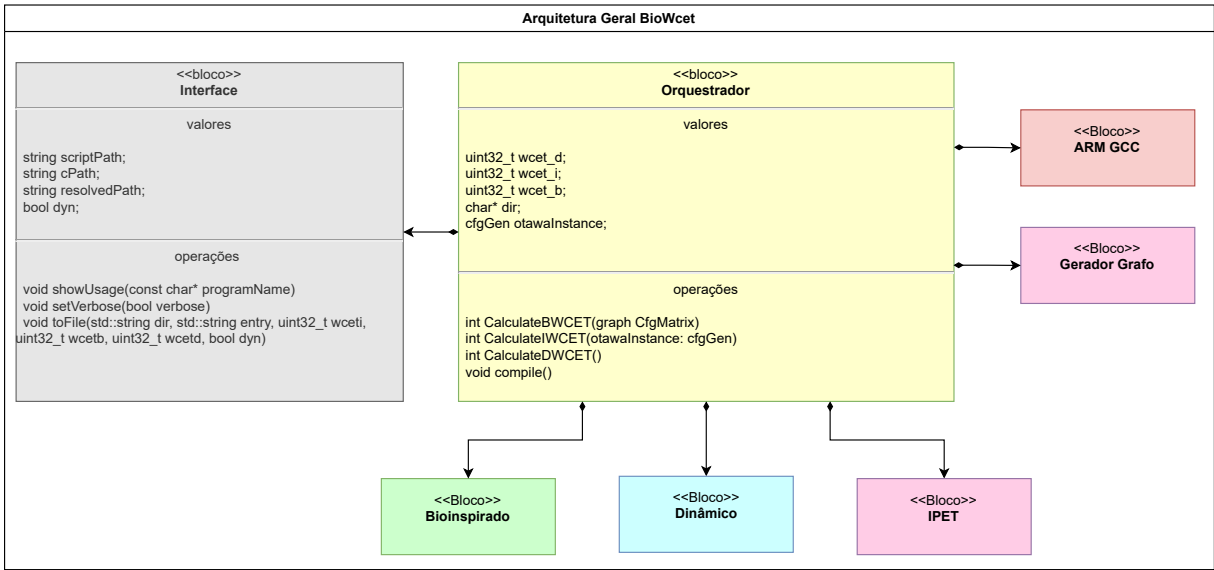 Arquitetura Geral BioWcet
<<bloco>>
Interface
valores
string scriptPath;
string cPath;
string resolvedPath;
bool dyn;
operações
void showUsage(const char* programName)
void setVerbose(bool verbose)
void toFile(std::string dir, std::string entry, uint32_t wceti,
uint32_t wcetb, uint32_t wcetd, bool dyn)
<<bloco>>
Orquestrador
valores
uint32_t wcet_d;
uint32_t wcet_i;
uint32_t wcet_b;
char* dir;
cfgGen otawaInstance;
operações
int CalculateBWCET(graph CfgMatrix)
int CalculateIWCET(otawaInstance: cfgGen)
int CalculateDWCET()
void compile()
<<Bloco>>
ARM GCC
<<Bloco>>
Gerador Grafo
<<Bloco>>
Bioinspirado
<<Bloco>>
Dinâmico
<<Bloco>>
IPET